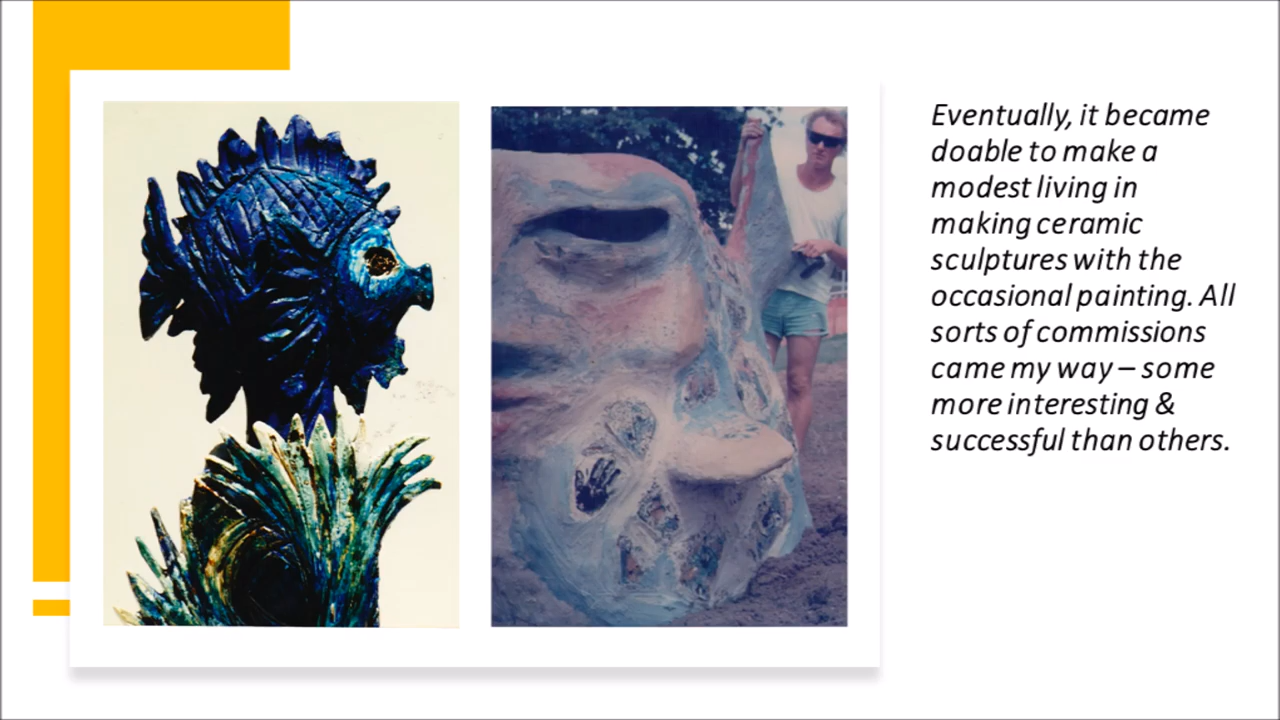 Eventually, it became
doable to make a
modest living in
making ceramic
sculptures with the
occasional painting. All
sorts of commissions
came my way – some
more interesting &
successful than others.